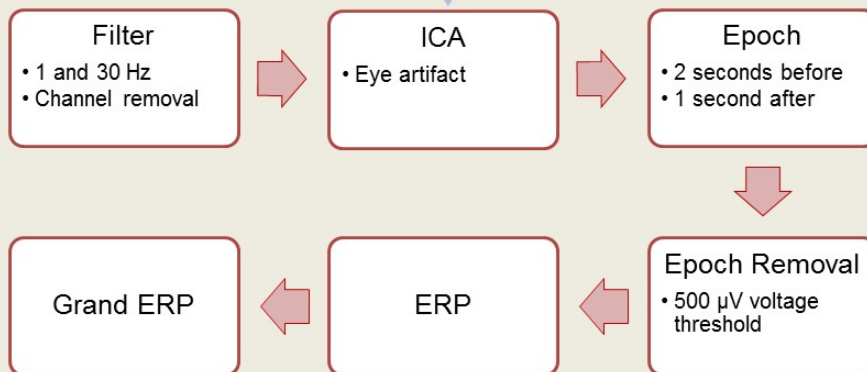 Filter
• 1 and 30 Hz
• Channel removal
ICA
• Eye artifact
Epoch
• 2 seconds before
• 1 second after
Epoch Removal
• 500 µV voltage
threshold
ERP
Grand ERP